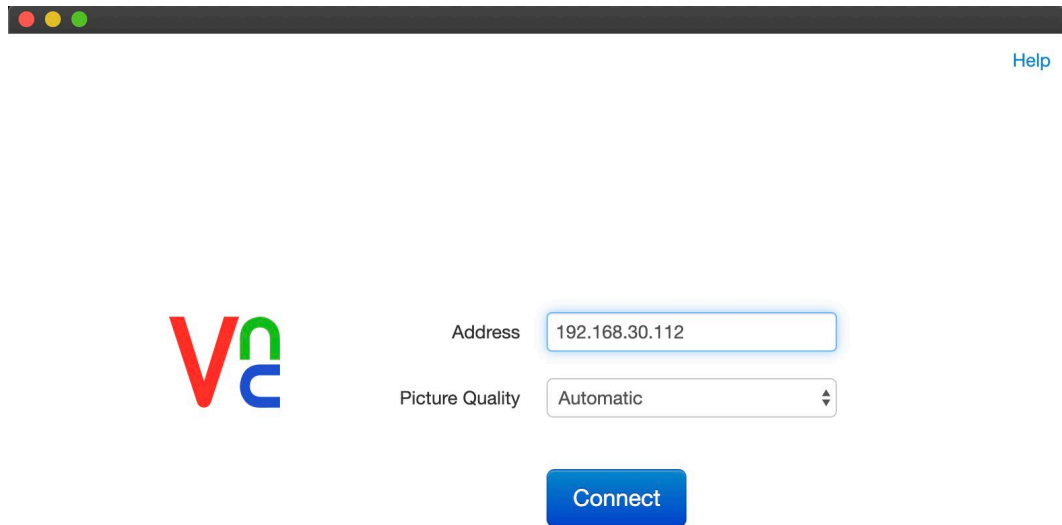 Help
Vnc
Address 192.168.30.112
Picture Quality Automatic
Connect